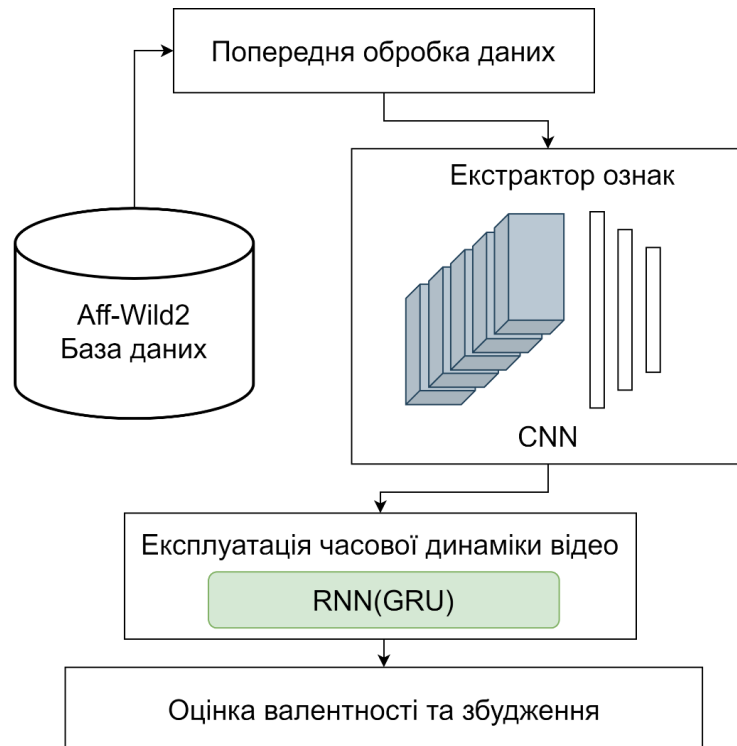 Попередня обробка даних
Екстрактор ознак
Aff-Wild2
База даних
CNN
Експлуатація часової динаміки відео
RNN(GRU)
Оцінка валентності та збудження